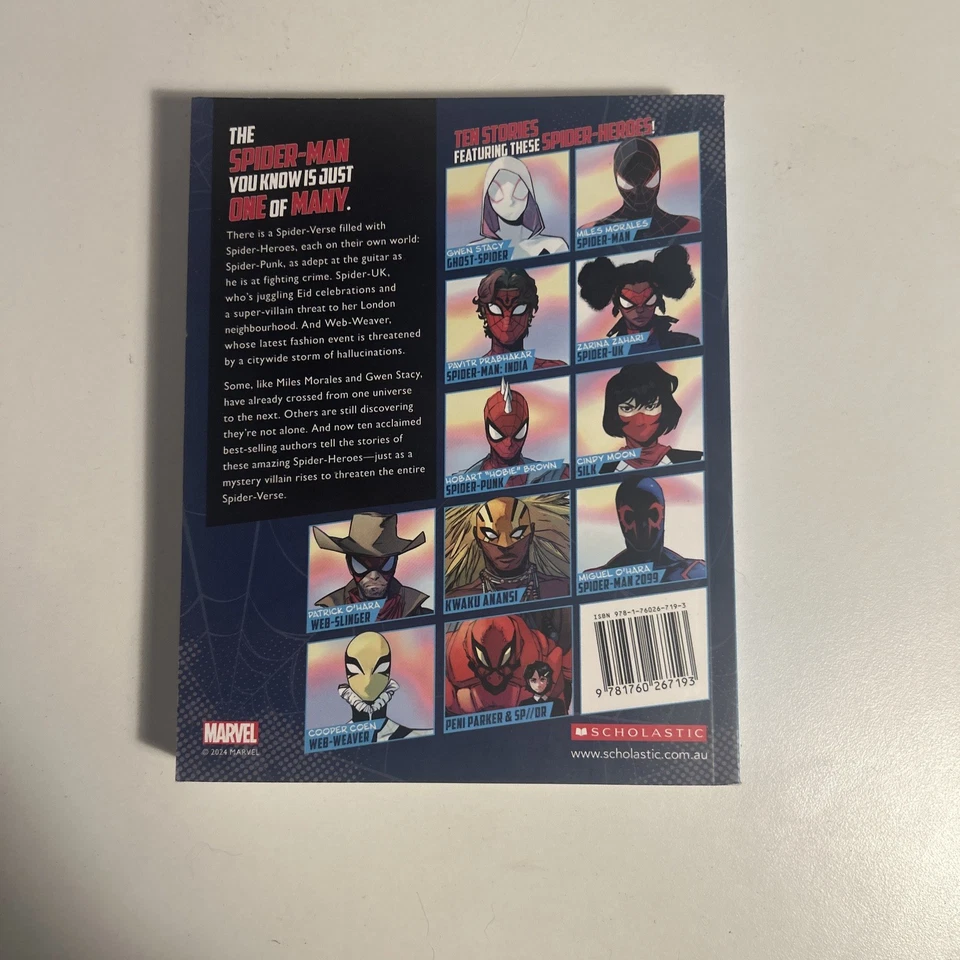 THE
SPIDER-MAN
YOU KNOW IS JUST
ONE OF MANY.
There is a Spider-Verse filled with
Spider-Heroes, each on their own world:
Spider-Punk, as adept at the guitar as
he is at fighting crime. Spider-UK,
who's juggling Eid celebrations and
a super-villain threat to her London
neighbourhood. And Web-Weaver,
whose latest fashion event is threatened
by a citywide storm of hallucinations.
Some, like Miles Morales and Gwen Stacy,
have already crossed from one universe
to the next. Others are still discovering
they're not alone. And now ten acclaimed
best-selling authors tell the stories of
these amazing Spider-Heroes—just as a
mystery villain rises to threaten the entire
Spider-Verse.
TEN STORIES
FEATURING THESE SPIDER-HEROES!
GWEN STACY
GHOST-SPIDER
MILES MORALES
SPIDER-MAN
PAVITR PRABHAKAR
SPIDER-MAN: INDIA
ZARINA ZAHARI
SPIDER-UK
HOBART "HOBIE" BROWN
SPIDER-PUNK
CINDY MOON
SILK
PATRICK O'HARA
WEB-SLINGER
KWAKU ANANSI
MIGUEL O'HARA
SPIDER-MAN 2099
COOPER COEN
WEB-WEAVER
PENI PARKER & SP//DR
ISBN 978-1-76026-719-3
9 781760 267193
MARVEL
© 2024 MARVEL
SCHOLASTIC
www.scholastic.com.au